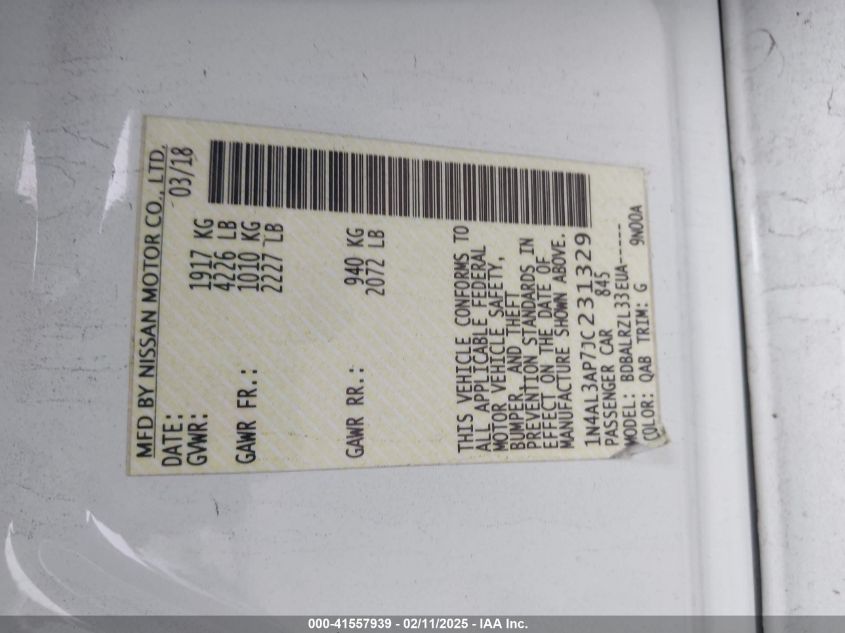 MFD BY NISSAN MOTOR CO., LTD.
DATE: 03/18
GVWR: 1917 KG
4226 LB
GAWR FR.: 1010 KG
2227 LB
GAWR RR.: 940 KG
2072 LB
THIS VEHICLE CONFORMS TO
ALL APPLICABLE FEDERAL
MOTOR VEHICLE SAFETY,
BUMPER, AND THEFT
PREVENTION STANDARDS IN
EFFECT ON THE DATE OF
MANUFACTURE SHOWN ABOVE.
1N4AL3AP7JC231329
PASSENGER CAR 845
MODEL: BDBALRZL33EUA-----
COLOR: QAB TRIM: G 9N00A
000-41557939 - 02/11/2025 - IAA Inc.